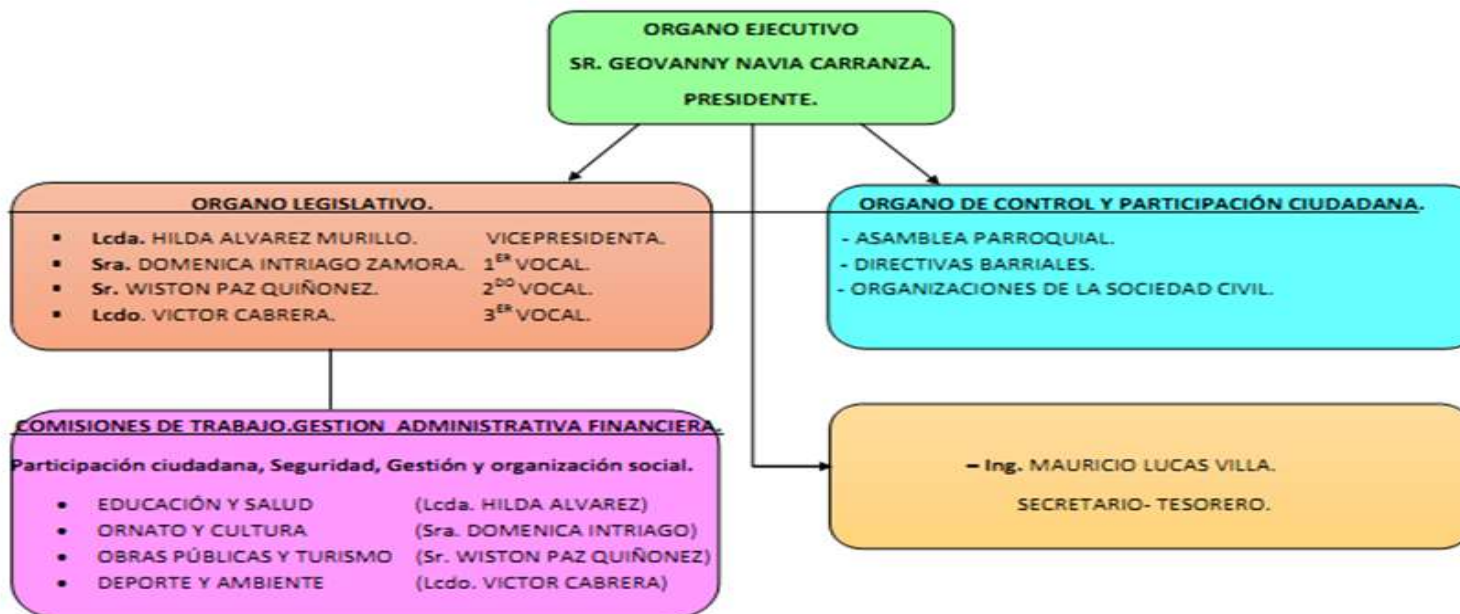 ORGANO EJECUTIVO
SR. GEOVANNY NAVIA CARRANZA.
PRESIDENTE.
ORGANO LEGISLATIVO.
▪ Lcda. HILDA ALVAREZ MURILLO. VICEPRESIDENTA.
▪ Sra. DOMENICA INTRIAGO ZAMORA. 1ER VOCAL.
▪ Sr. WISTON PAZ QUIÑONEZ. 2DO VOCAL.
▪ Lcdo. VICTOR CABRERA. 3ER VOCAL.
ORGANO DE CONTROL Y PARTICIPACIÓN CIUDADANA.
- ASAMBLEA PARROQUIAL.
- DIRECTIVAS BARRIALES.
- ORGANIZACIONES DE LA SOCIEDAD CIVIL.
COMISIONES DE TRABAJO.GESTION ADMINISTRATIVA FINANCIERA.
Participación ciudadana, Seguridad, Gestión y organización social.
• EDUCACIÓN Y SALUD (Lcda. HILDA ALVAREZ)
• ORNATO Y CULTURA (Sra. DOMENICA INTRIAGO)
• OBRAS PÚBLICAS Y TURISMO (Sr. WISTON PAZ QUIÑONEZ)
• DEPORTE Y AMBIENTE (Lcdo. VICTOR CABRERA)
– Ing. MAURICIO LUCAS VILLA.
SECRETARIO- TESORERO.